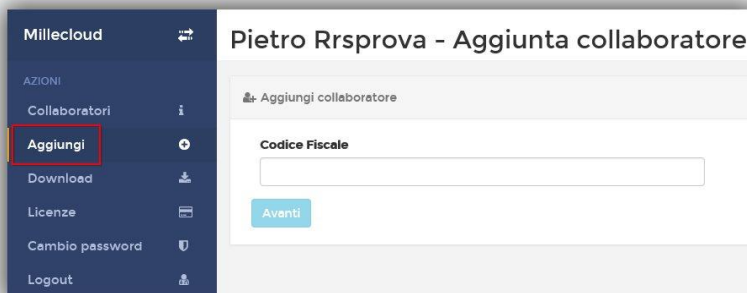 Millecloud
Pietro Rrsprova - Aggiunta collaboratore
AZIONI
Collaboratori
Aggiungi
Download
Licenze
Cambio password
Logout
Aggiungi collaboratore
Codice Fiscale
Avanti